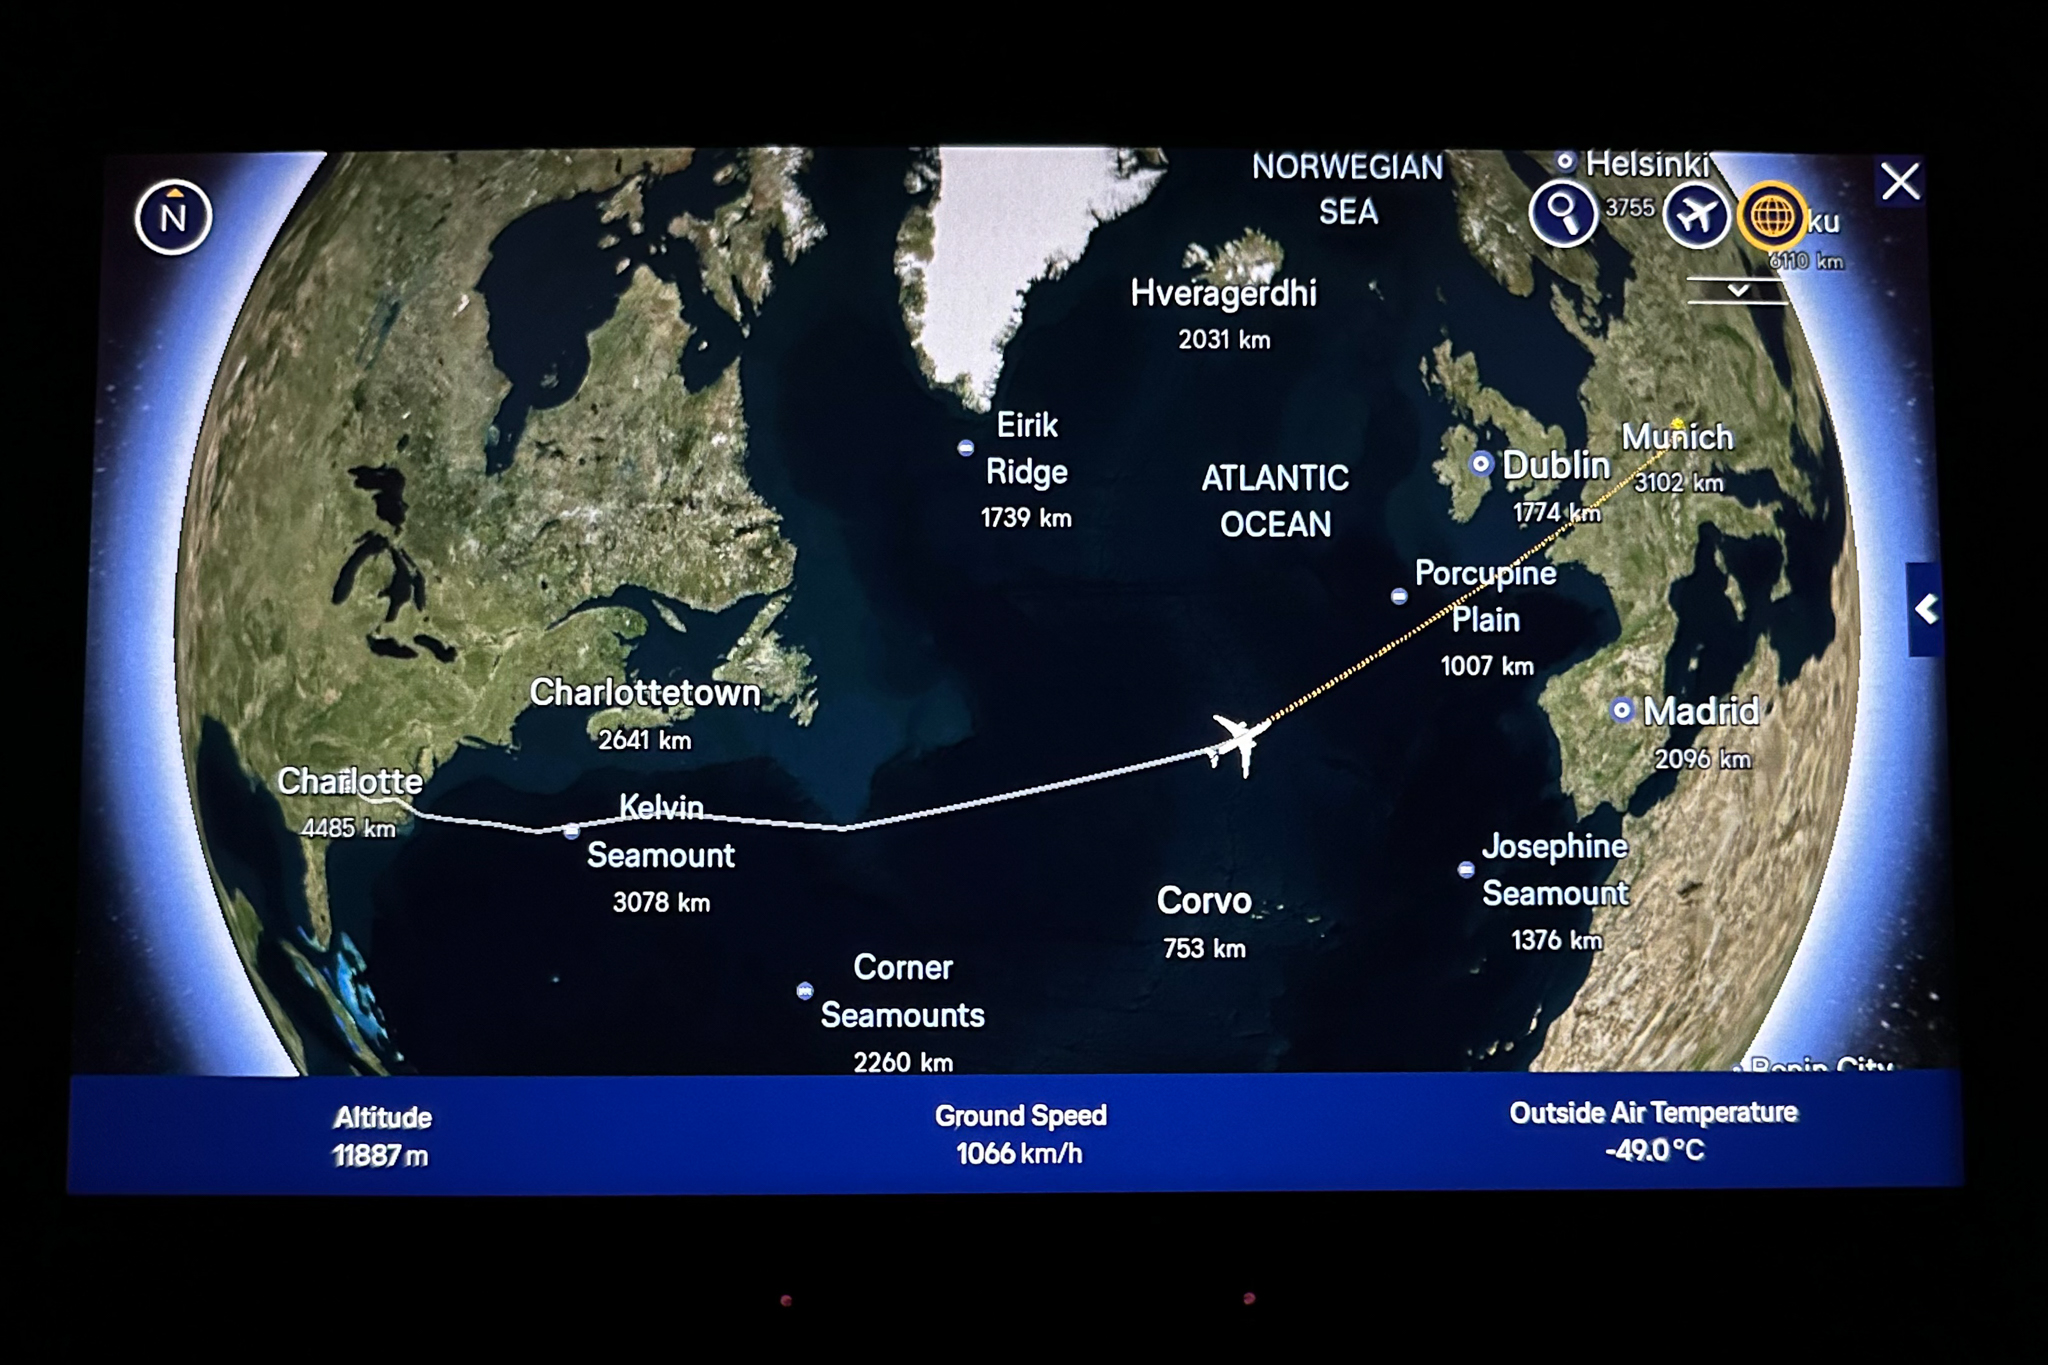 N
NORWEGIAN
SEA
Helsinki
3755
ku
6110 km
Hveragerdhi
2031 km
Eirik
Ridge
1739 km
ATLANTIC
OCEAN
Munich
3102 km
Dublin
1774 km
Porcupine
Plain
1007 km
Charlottetown
2641 km
Madrid
2096 km
Charlotte
4485 km
Kelvin
Seamount
3078 km
Josephine
Seamount
1376 km
Corvo
753 km
Corner
Seamounts
2260 km
Benin City
Altitude
11887 m
Ground Speed
1066 km/h
Outside Air Temperature
-49.0 °C